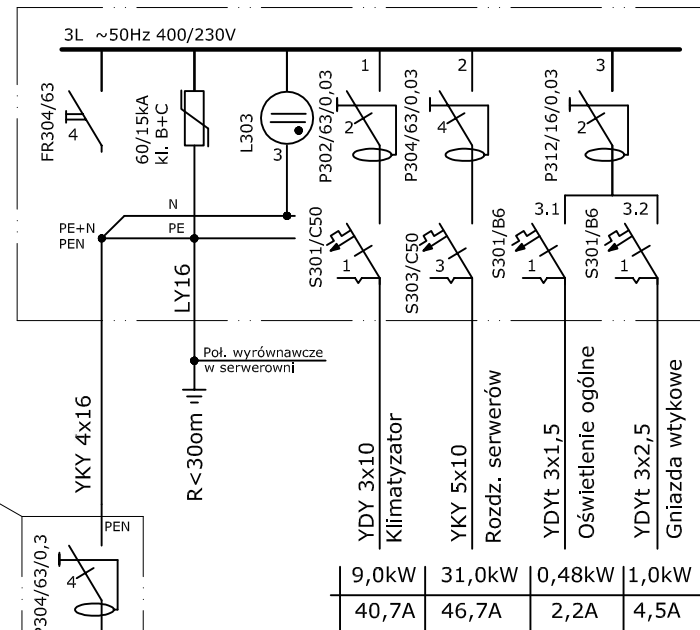 3L ~50Hz 400/230V
1
2
3
FR304/63
4
60/15kA
kl. B+C
L303
3
P302/63/0,03
2
P304/63/0,03
4
P312/16/0,03
2
N
PE+N
PEN
PE
3.1
3.2
S301/C50
1
S303/C50
3
S301/B6
1
S301/B6
1
LY16
Poł. wyrównawcze
w serwerowni
YKY 4x16
R<30om
YDY 3x10
Klimatyzator
YKY 5x10
Rozdz. serwerów
YDYt 3x1,5
Oświetlenie ogólne
YDYt 3x2,5
Gniazda wtykowe
PEN
P304/63/0,3
4
9,0kW 31,0kW 0,48kW 1,0kW
40,7A 46,7A 2,2A 4,5A